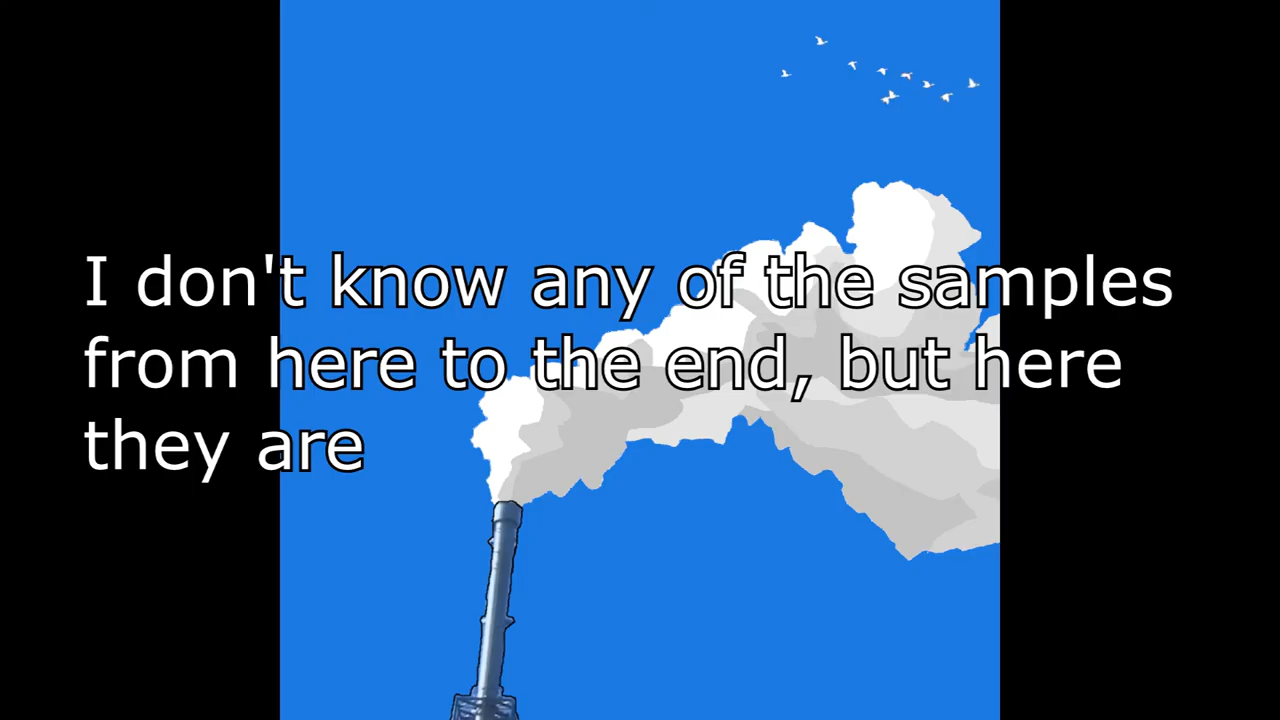 I don't know any of the samples
from here to the end, but here
they are